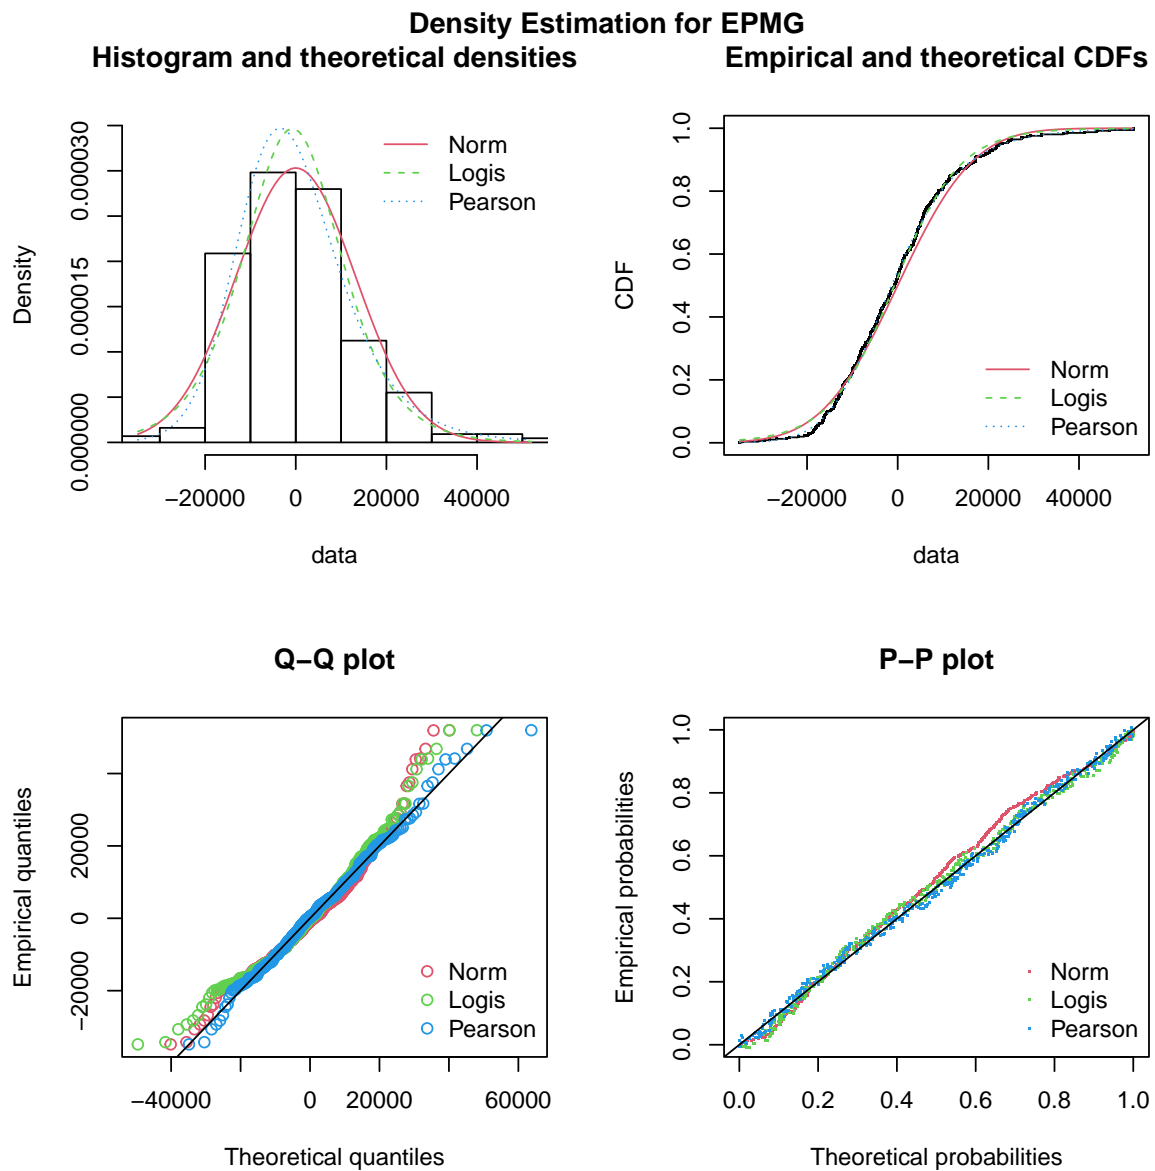 Density Estimation for EPMG
Histogram and theoretical densities
Density
0.000000 0.000015 0.000030
Norm
Logis
Pearson
−20000 0 20000 40000
data
Empirical and theoretical CDFs
CDF
0.0 0.2 0.4 0.6 0.8 1.0
Norm
Logis
Pearson
−20000 0 20000 40000
data
Q−Q plot
Empirical quantiles
−20000 0 20000
Norm
Logis
Pearson
−40000 0 20000 60000
Theoretical quantiles
P−P plot
Empirical probabilities
0.0 0.2 0.4 0.6 0.8 1.0
Norm
Logis
Pearson
0.0 0.2 0.4 0.6 0.8 1.0
Theoretical probabilities